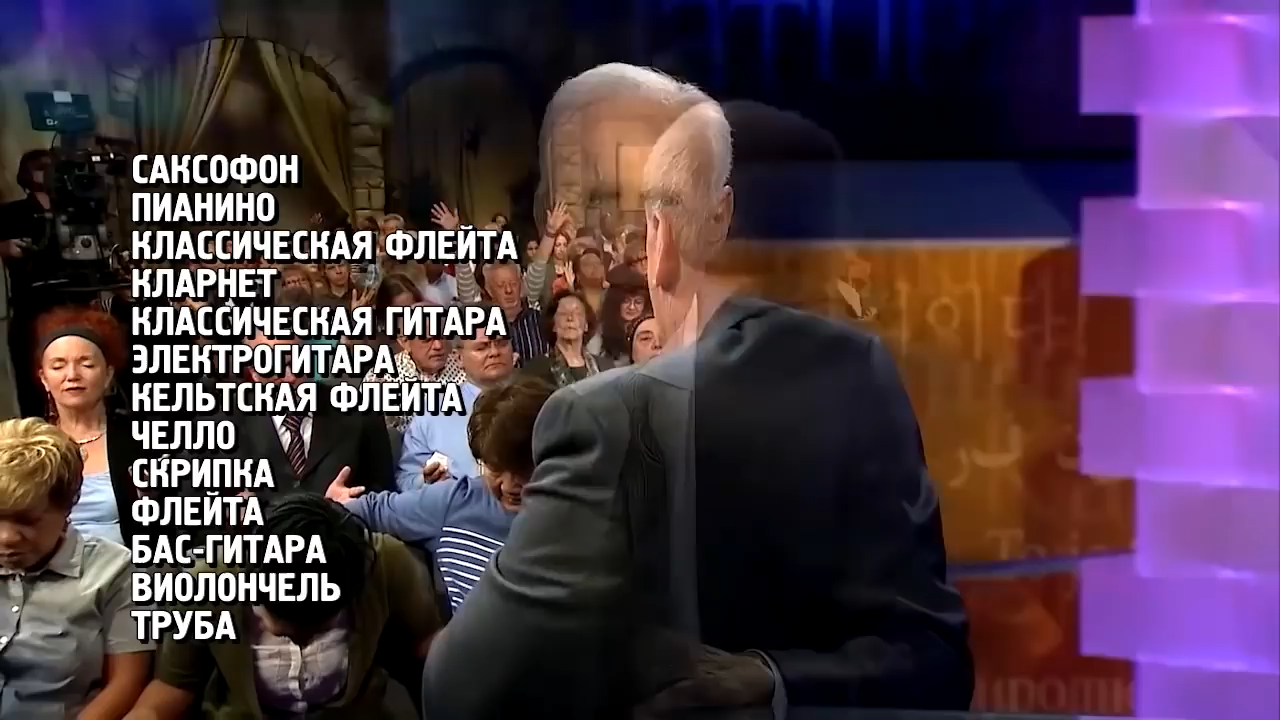 САКСОФОН
ПИАНИНО
КЛАССИЧЕСКАЯ ФЛЕЙТА
КЛАРНЕТ
КЛАССИЧЕСКАЯ ГИТАРА
ЭЛЕКТРОГИТАРА
КЕЛЬТСКАЯ ФЛЕЙТА
ЧЕЛЛО
СКРИПКА
ФЛЕЙТА
БАС-ГИТАРА
ВИОЛОНЧЕЛЬ
ТРУБА